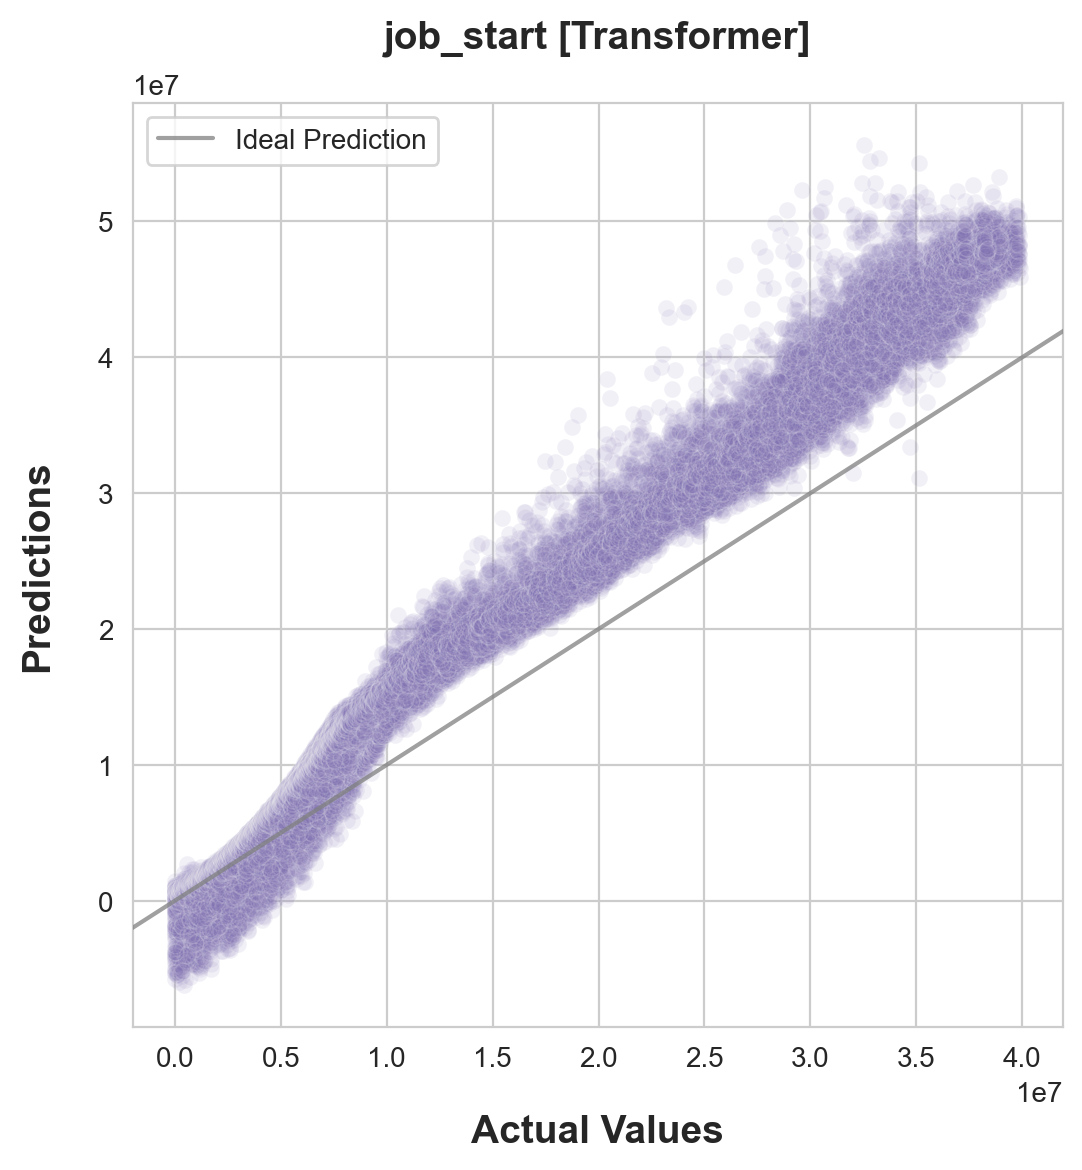 job_start [Transformer]
1e7
Ideal Prediction
5
4
3
2
1
0
Predictions
0.0 0.5 1.0 1.5 2.0 2.5 3.0 3.5 4.0
1e7
Actual Values